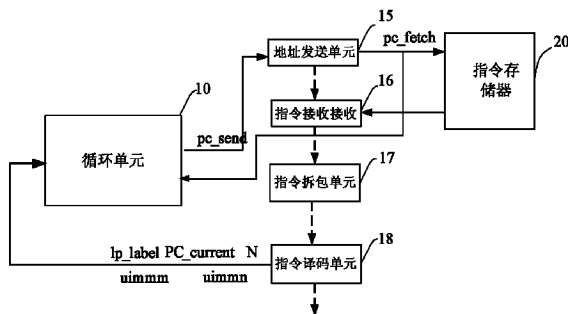 15
地址发送单元
pc_fetch
20
指令存
储器
16
指令接收接收
10
循环单元
pc_send
17
指令拆包单元
18
指令译码单元
lp_label PC_current N
uimmm uimmn